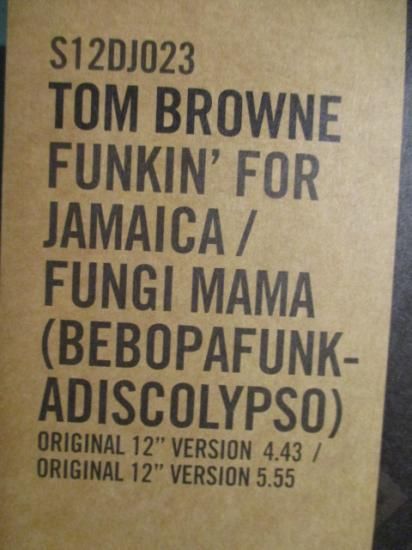 S12DJ023
TOM BROWNE
FUNKIN' FOR
JAMAICA /
FUNGI MAMA
(BEBOPAFUNK-
ADISCOLYPSO)
ORIGINAL 12” VERSION 4.43 /
ORIGINAL 12” VERSION 5.55